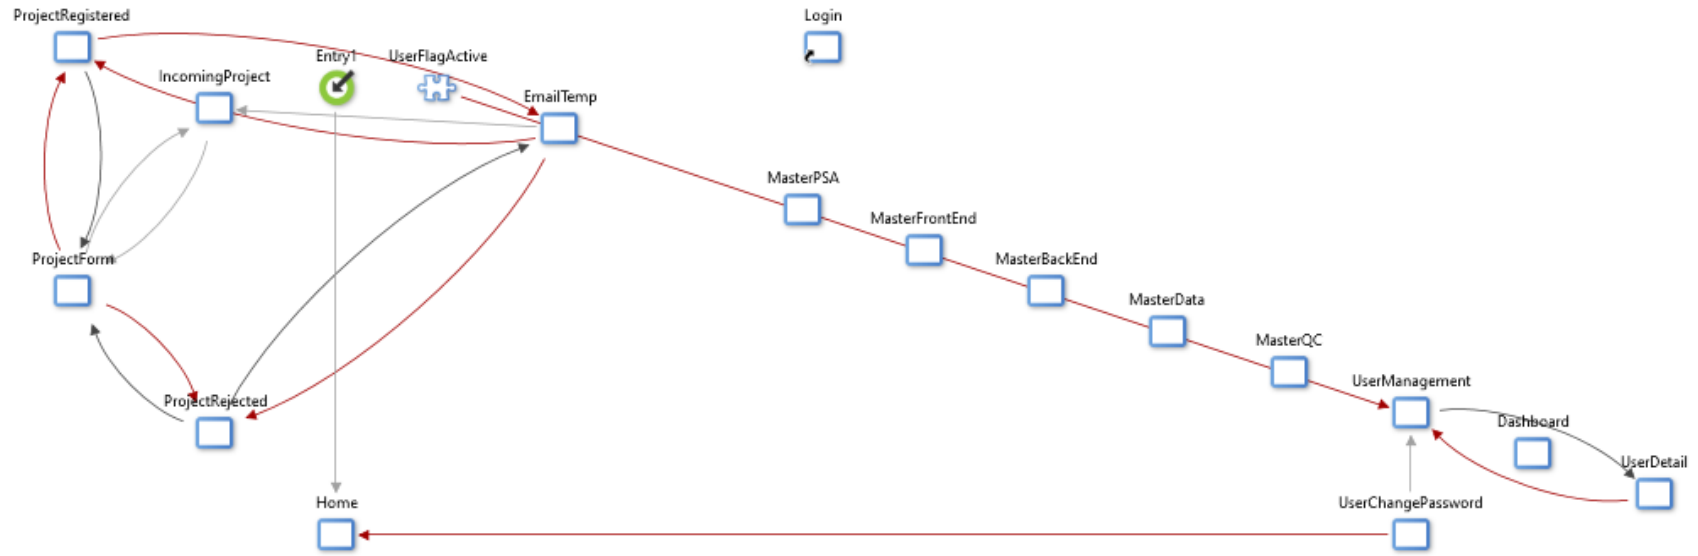 ProjectRegistered
Login
Entry1
UserFlagActive
IncomingProject
EmailTemp
MasterPSA
MasterFrontEnd
ProjectForm
MasterBackEnd
MasterData
MasterQC
UserManagement
ProjectRejected
Dashboard
UserDetail
Home
UserChangePassword